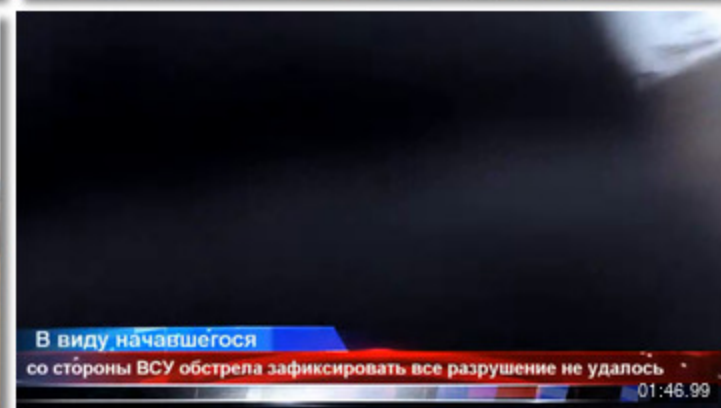 В виду начавшегося
со стороны ВСУ обстрела зафиксировать все разрушение не удалось
01:46.99